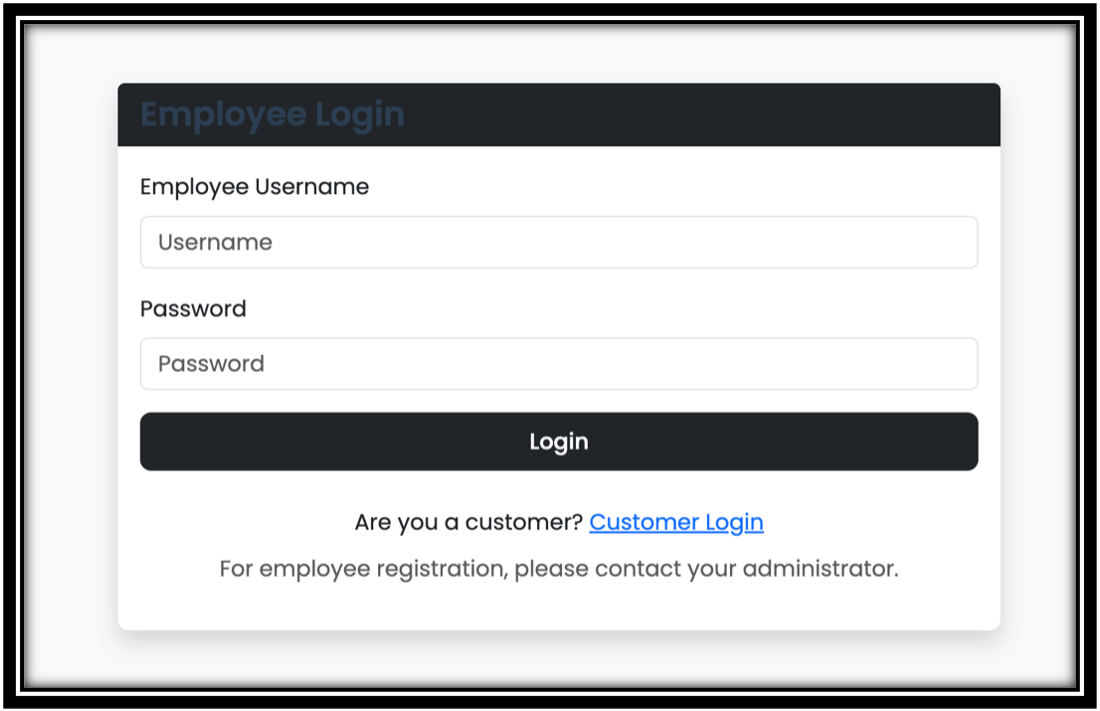 Employee Login
Employee Username
Username
Password
Password
Login
Are you a customer? Customer Login
For employee registration, please contact your administrator.